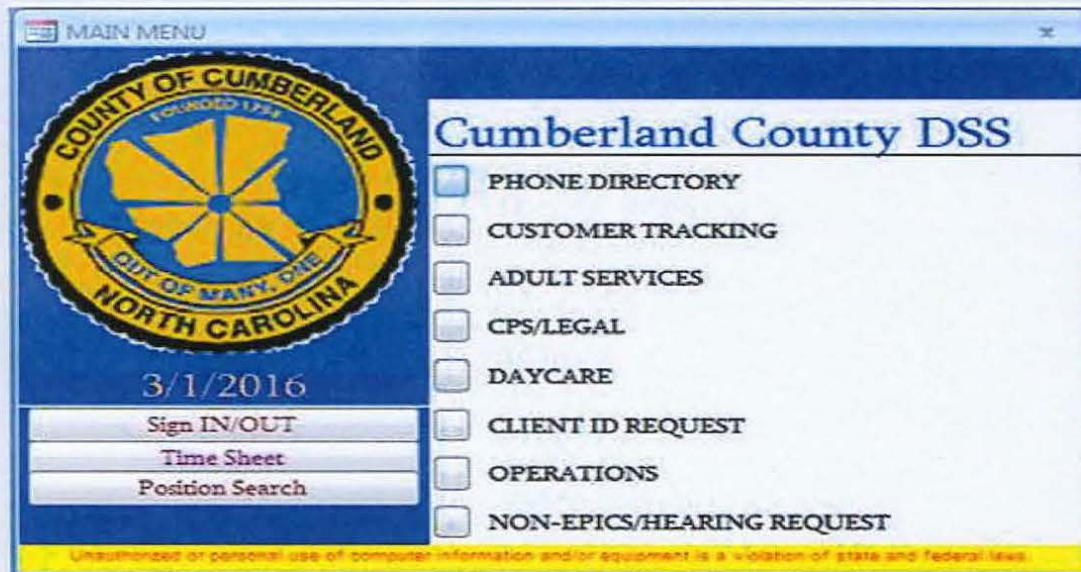 MAIN MENU
COUNTY OF CUMBERLAND
FOUNDED 1754
OUT OF MANY, ONE
NORTH CAROLINA
3/1/2016
Sign IN/OUT
Time Sheet
Position Search
Cumberland County DSS
PHONE DIRECTORY
CUSTOMER TRACKING
ADULT SERVICES
CPS/LEGAL
DAYCARE
CLIENT ID REQUEST
OPERATIONS
NON-EPICS/HEARING REQUEST
Unauthorized or personal use of computer information and/or equipment is a violation of state and federal laws.